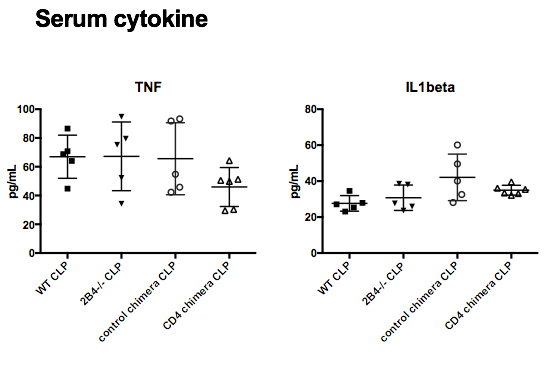 Serum cytokine
TNF
100
80
60
40
20
0
pg/mL
WT CLP
2B4-/- CLP
control chimera CLP
CD4 chimera CLP
IL1beta
80
60
40
20
0
pg/mL
WT CLP
2B4-/- CLP
control chimera CLP
CD4 chimera CLP